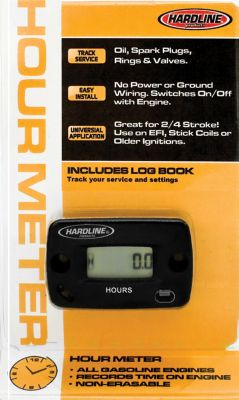 HARDLINE
products
HOUR METER
TRACK
SERVICE
Oil, Spark Plugs,
Rings & Valves.
EASY
INSTALL
No Power or Ground
Wiring. Switches On/Off
with Engine.
UNIVERSIAL
APPLICATION
Great for 2/4 Stroke!
Use on EFI, Stick Coils or
Older Ignitions.
INCLUDES LOG BOOK
Track your service and settings
HARDLINE
PRODUCTS
H 0.0
HOURS
HOUR METER
• ALL GASOLINE ENGINES
• RECORDS TIME ON ENGINE
• NON-ERASABLE